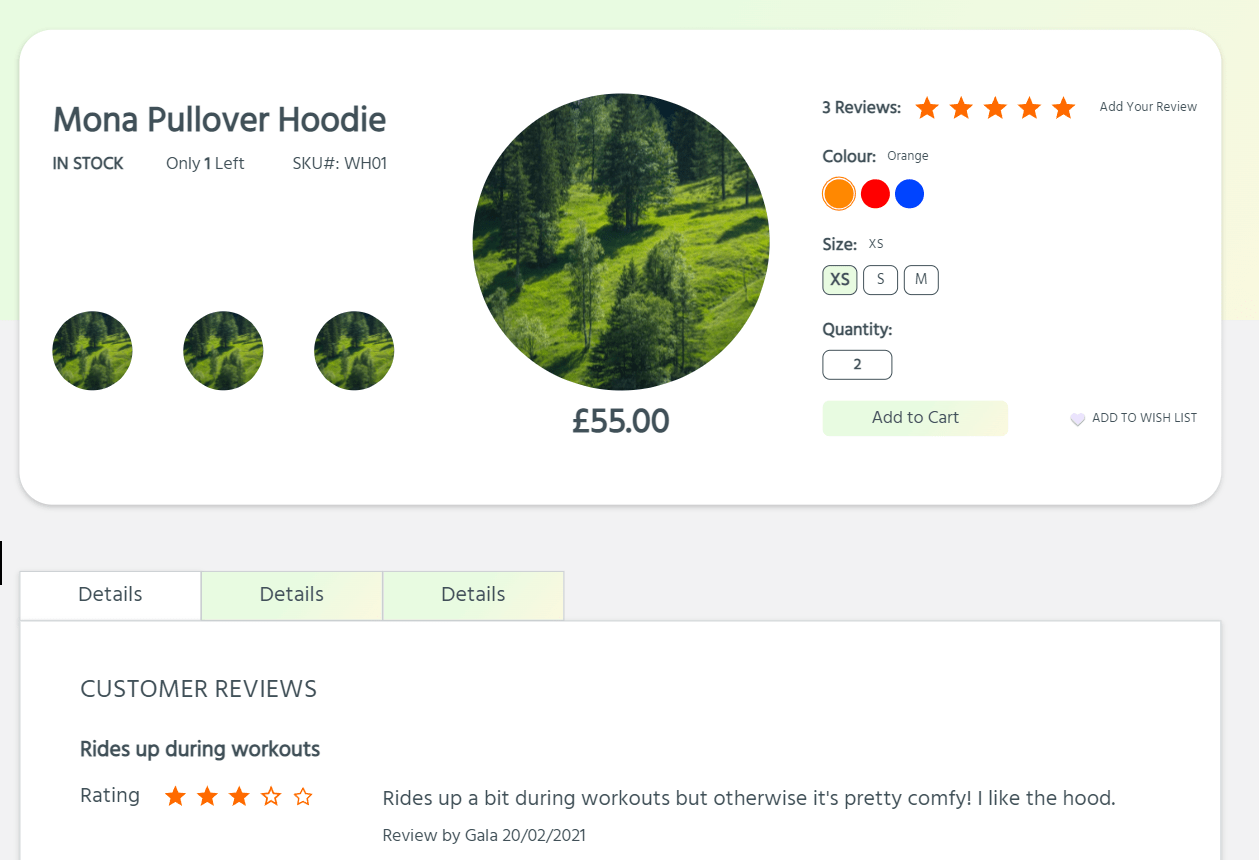 Mona Pullover Hoodie
IN STOCK Only 1 Left SKU#: WH01
£55.00
3 Reviews: Add Your Review
Colour: Orange
Size: XS
XS S M
Quantity:
2
Add to Cart ADD TO WISH LIST
Details Details Details
CUSTOMER REVIEWS
Rides up during workouts
Rating
Rides up a bit during workouts but otherwise it's pretty comfy! I like the hood.
Review by Gala 20/02/2021